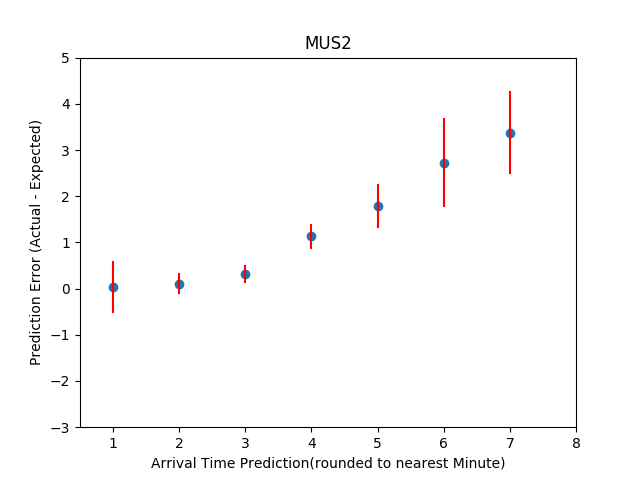 MUS2
Prediction Error (Actual - Expected)
5
4
3
2
1
0
−1
−2
−3
1 2 3 4 5 6 7 8
Arrival Time Prediction(rounded to nearest Minute)